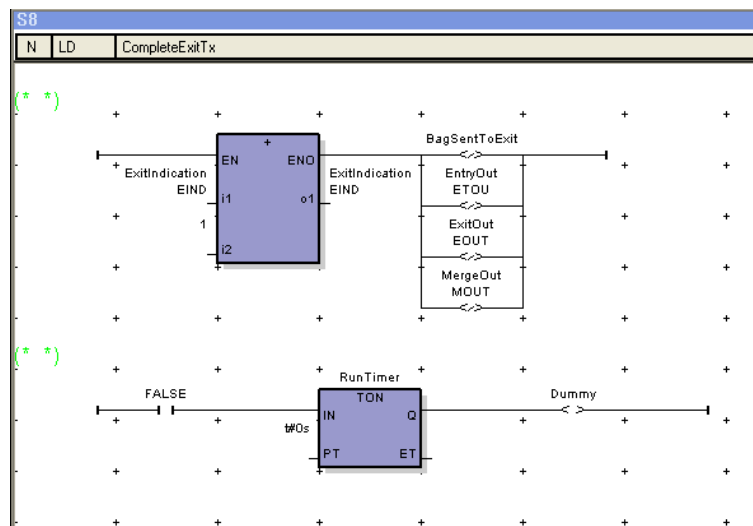 S8
N LD CompleteExitTx
(* *)
BagSentToExit
+
EN ENO
ExitIndication ExitIndication EntryOut
EIND EIND ETOU
i1 o1
1 ExitOut
EOUT
i2
MergeOut
MOUT
(* *)
RunTimer
FALSE TON Dummy
IN Q
t#0s
PT ET